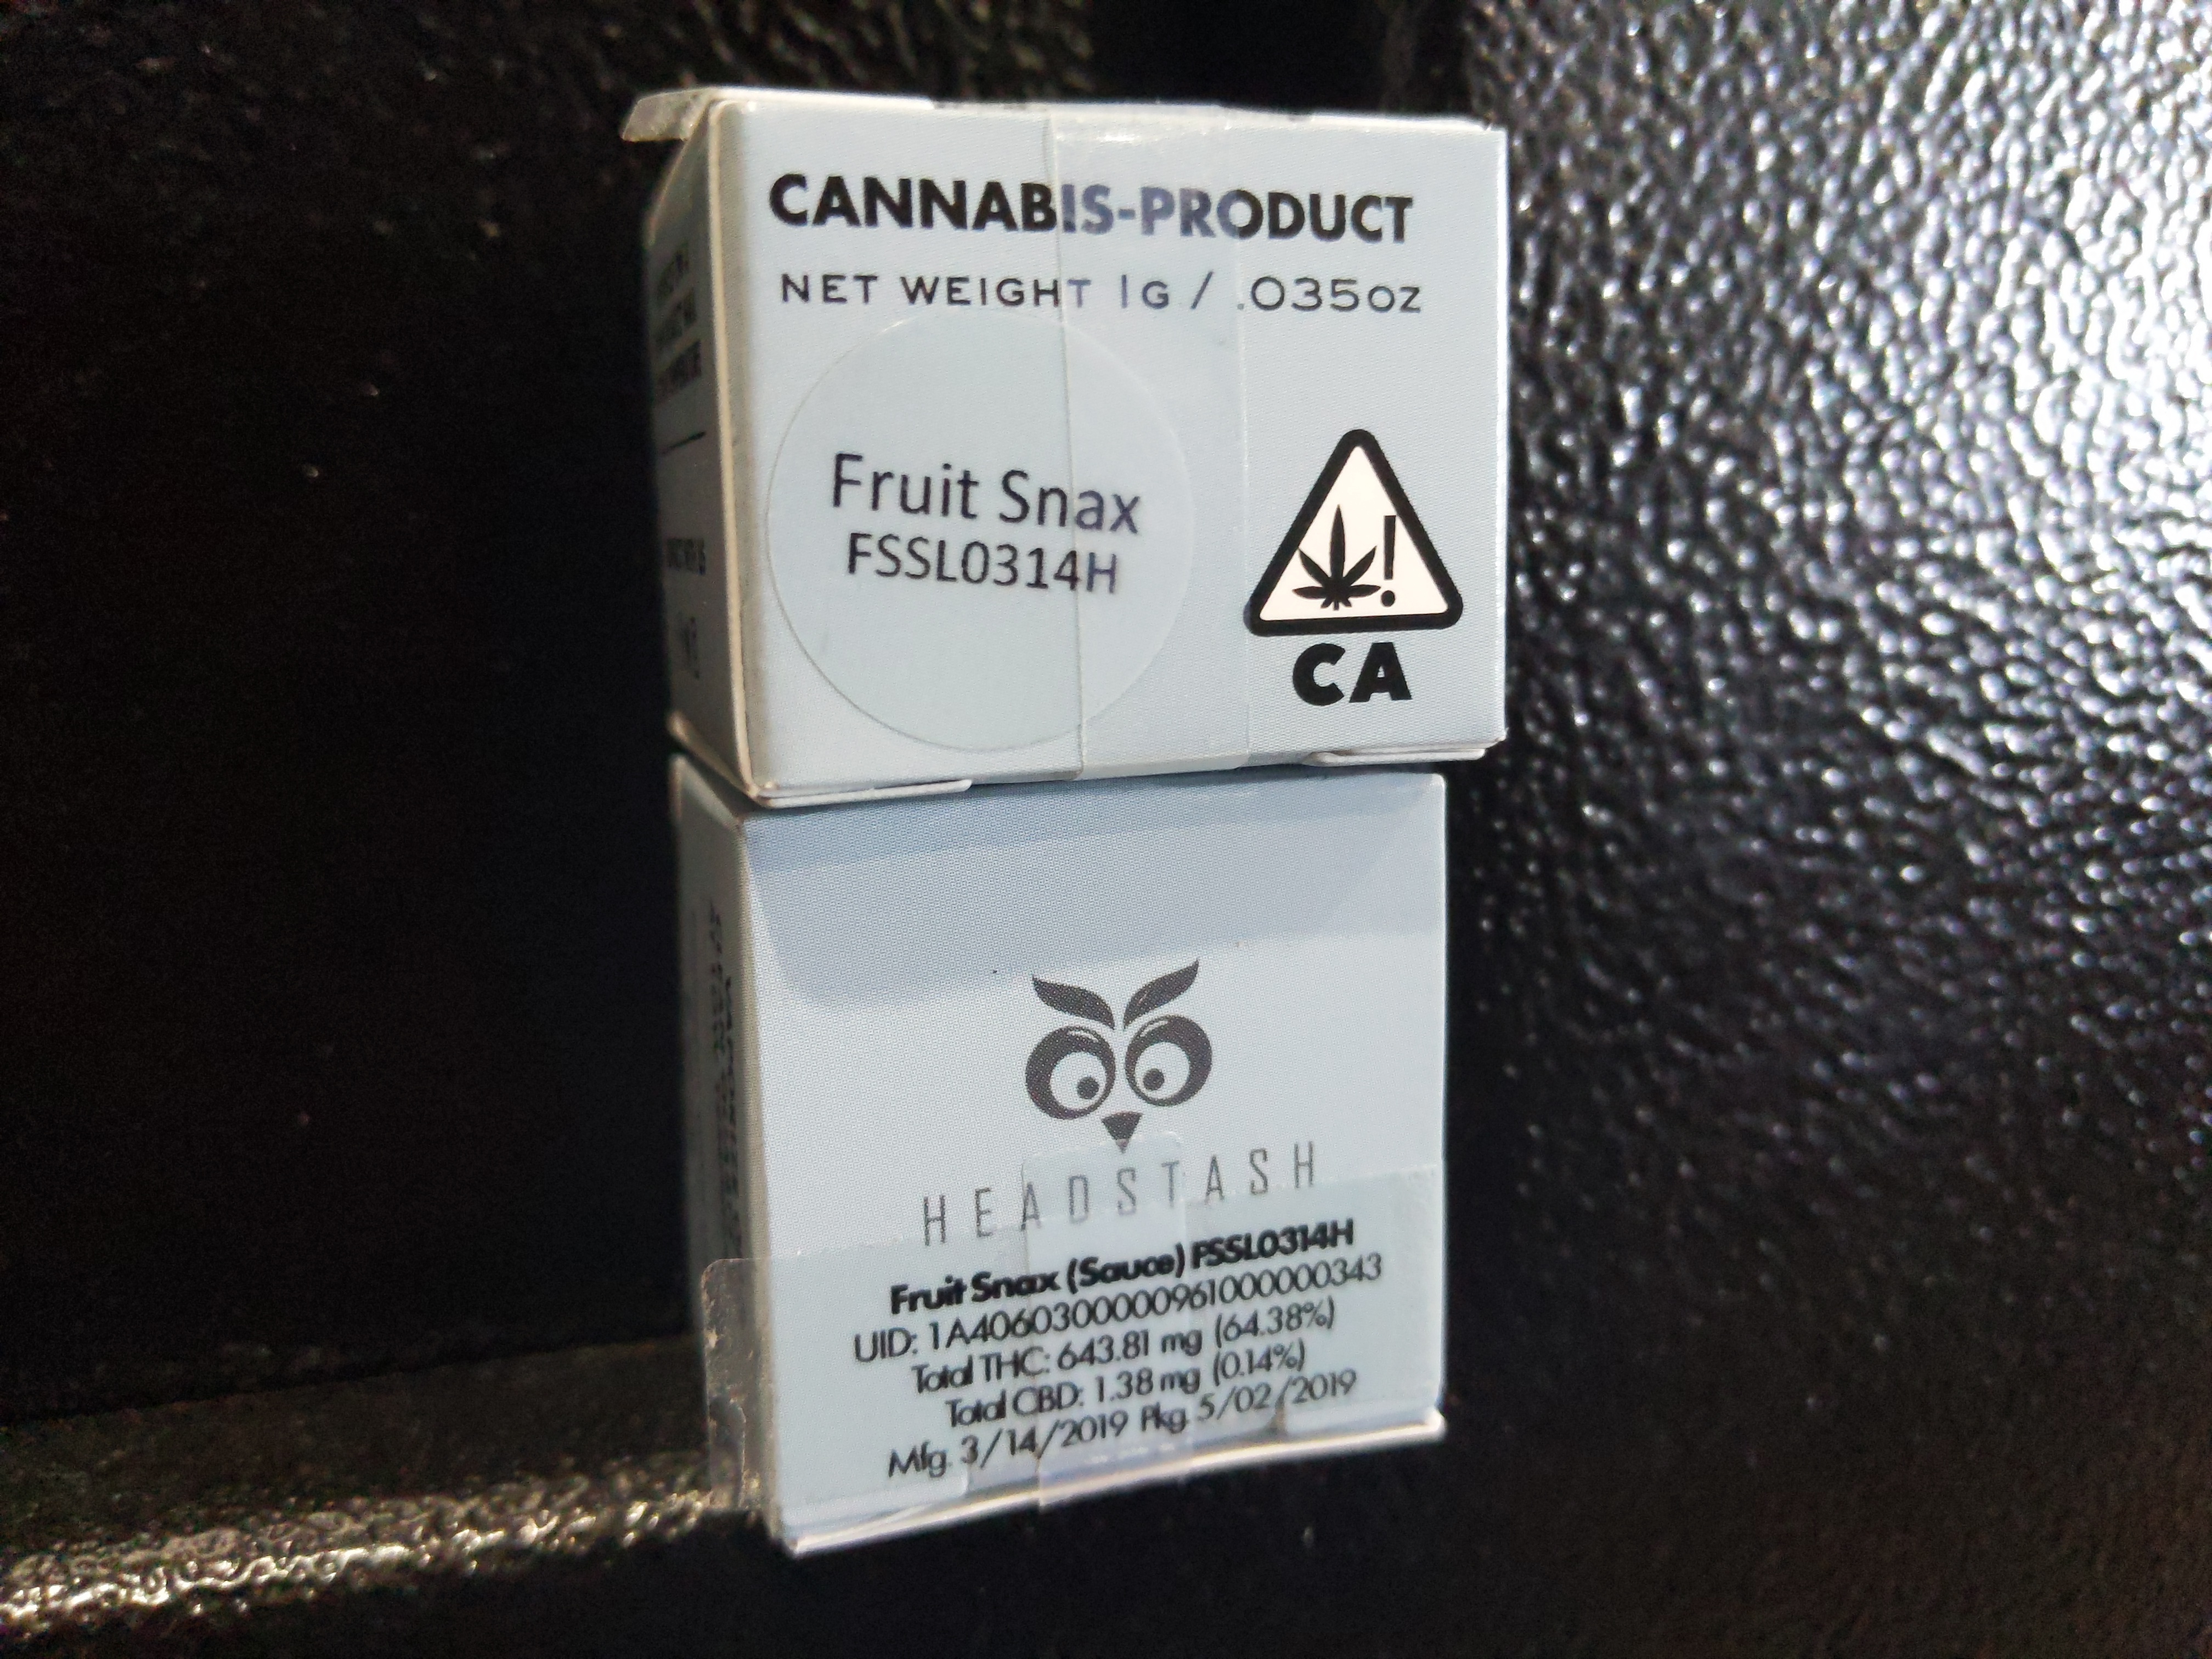 CANNABIS-PRODUCT
NET WEIGHT 1G / .035OZ
Fruit Snax
FSSL0314H
CA
HEADSTASH
Fruit Snax (Sauce) FSSL0314H
UID: 1A4060300000961000000343
Total THC: 643.81 mg (64.38%)
Total CBD: 1.38 mg (0.14%)
Mfg. 3/14/2019 Pkg. 5/02/2019